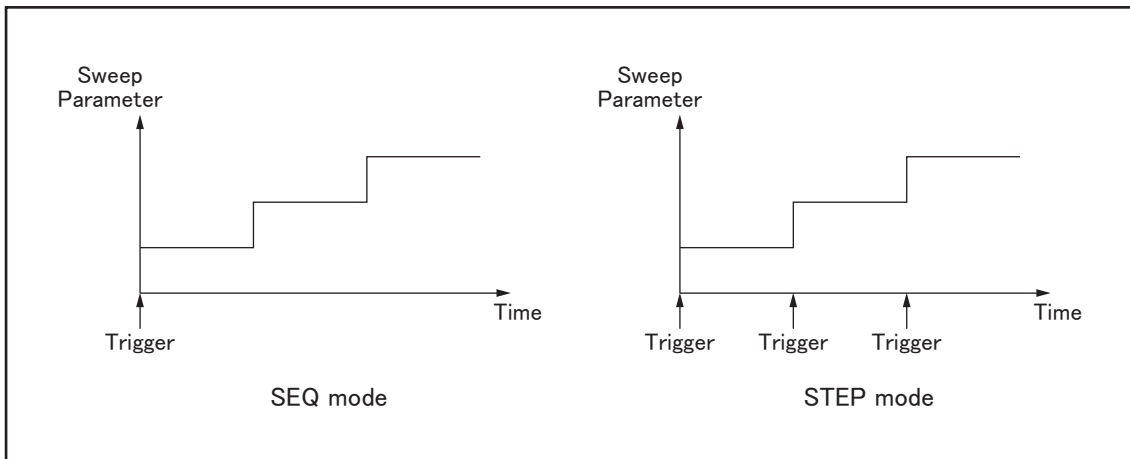 Sweep
Parameter
Time
Trigger
SEQ mode
Sweep
Parameter
Time
Trigger Trigger Trigger
STEP mode